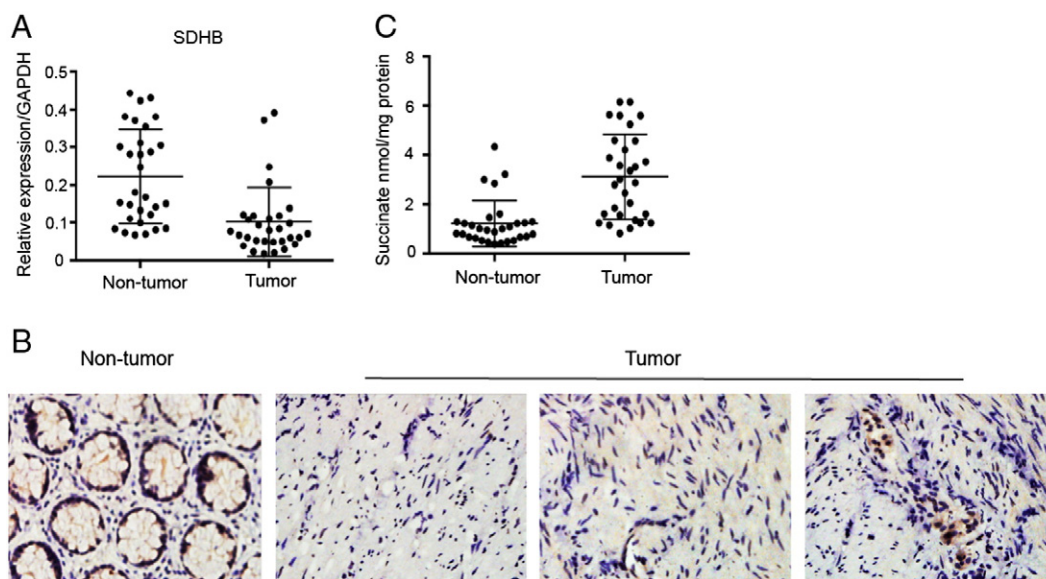 A
SDHB
Relative expression/GAPDH
0.5
0.4
0.3
0.2
0.1
0
Non-tumor Tumor
C
Succinate nmol/mg protein
8
6
4
2
0
Non-tumor Tumor
B
Non-tumor Tumor